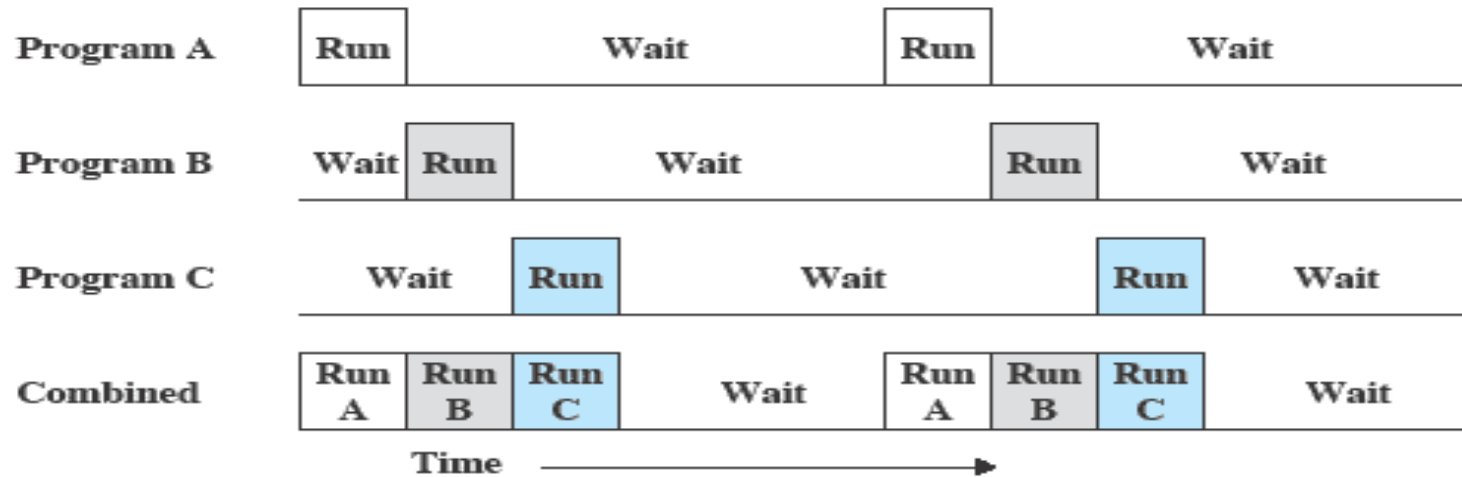 Program A Run Wait Run Wait
Program B Wait Run Wait Run Wait
Program C Wait Run Wait Run Wait
Combined Run A Run B Run C Wait Run A Run B Run C Wait
Time